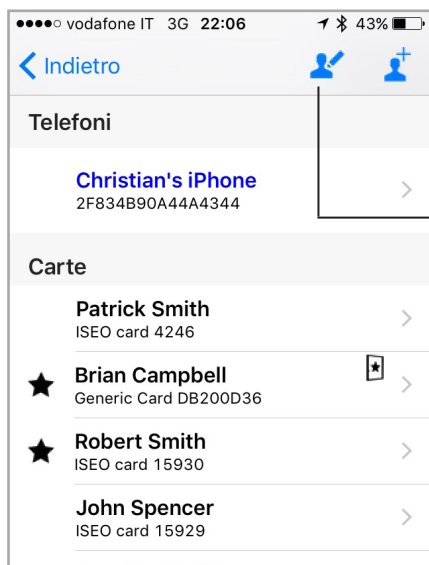 vodafone IT 3G 22:06 43%
Indietro
Telefoni
Christian's iPhone
2F834B90A44A4344
Carte
Patrick Smith
ISEO card 4246
Brian Campbell
Generic Card DB200D36
Robert Smith
ISEO card 15930
John Spencer
ISEO card 15929